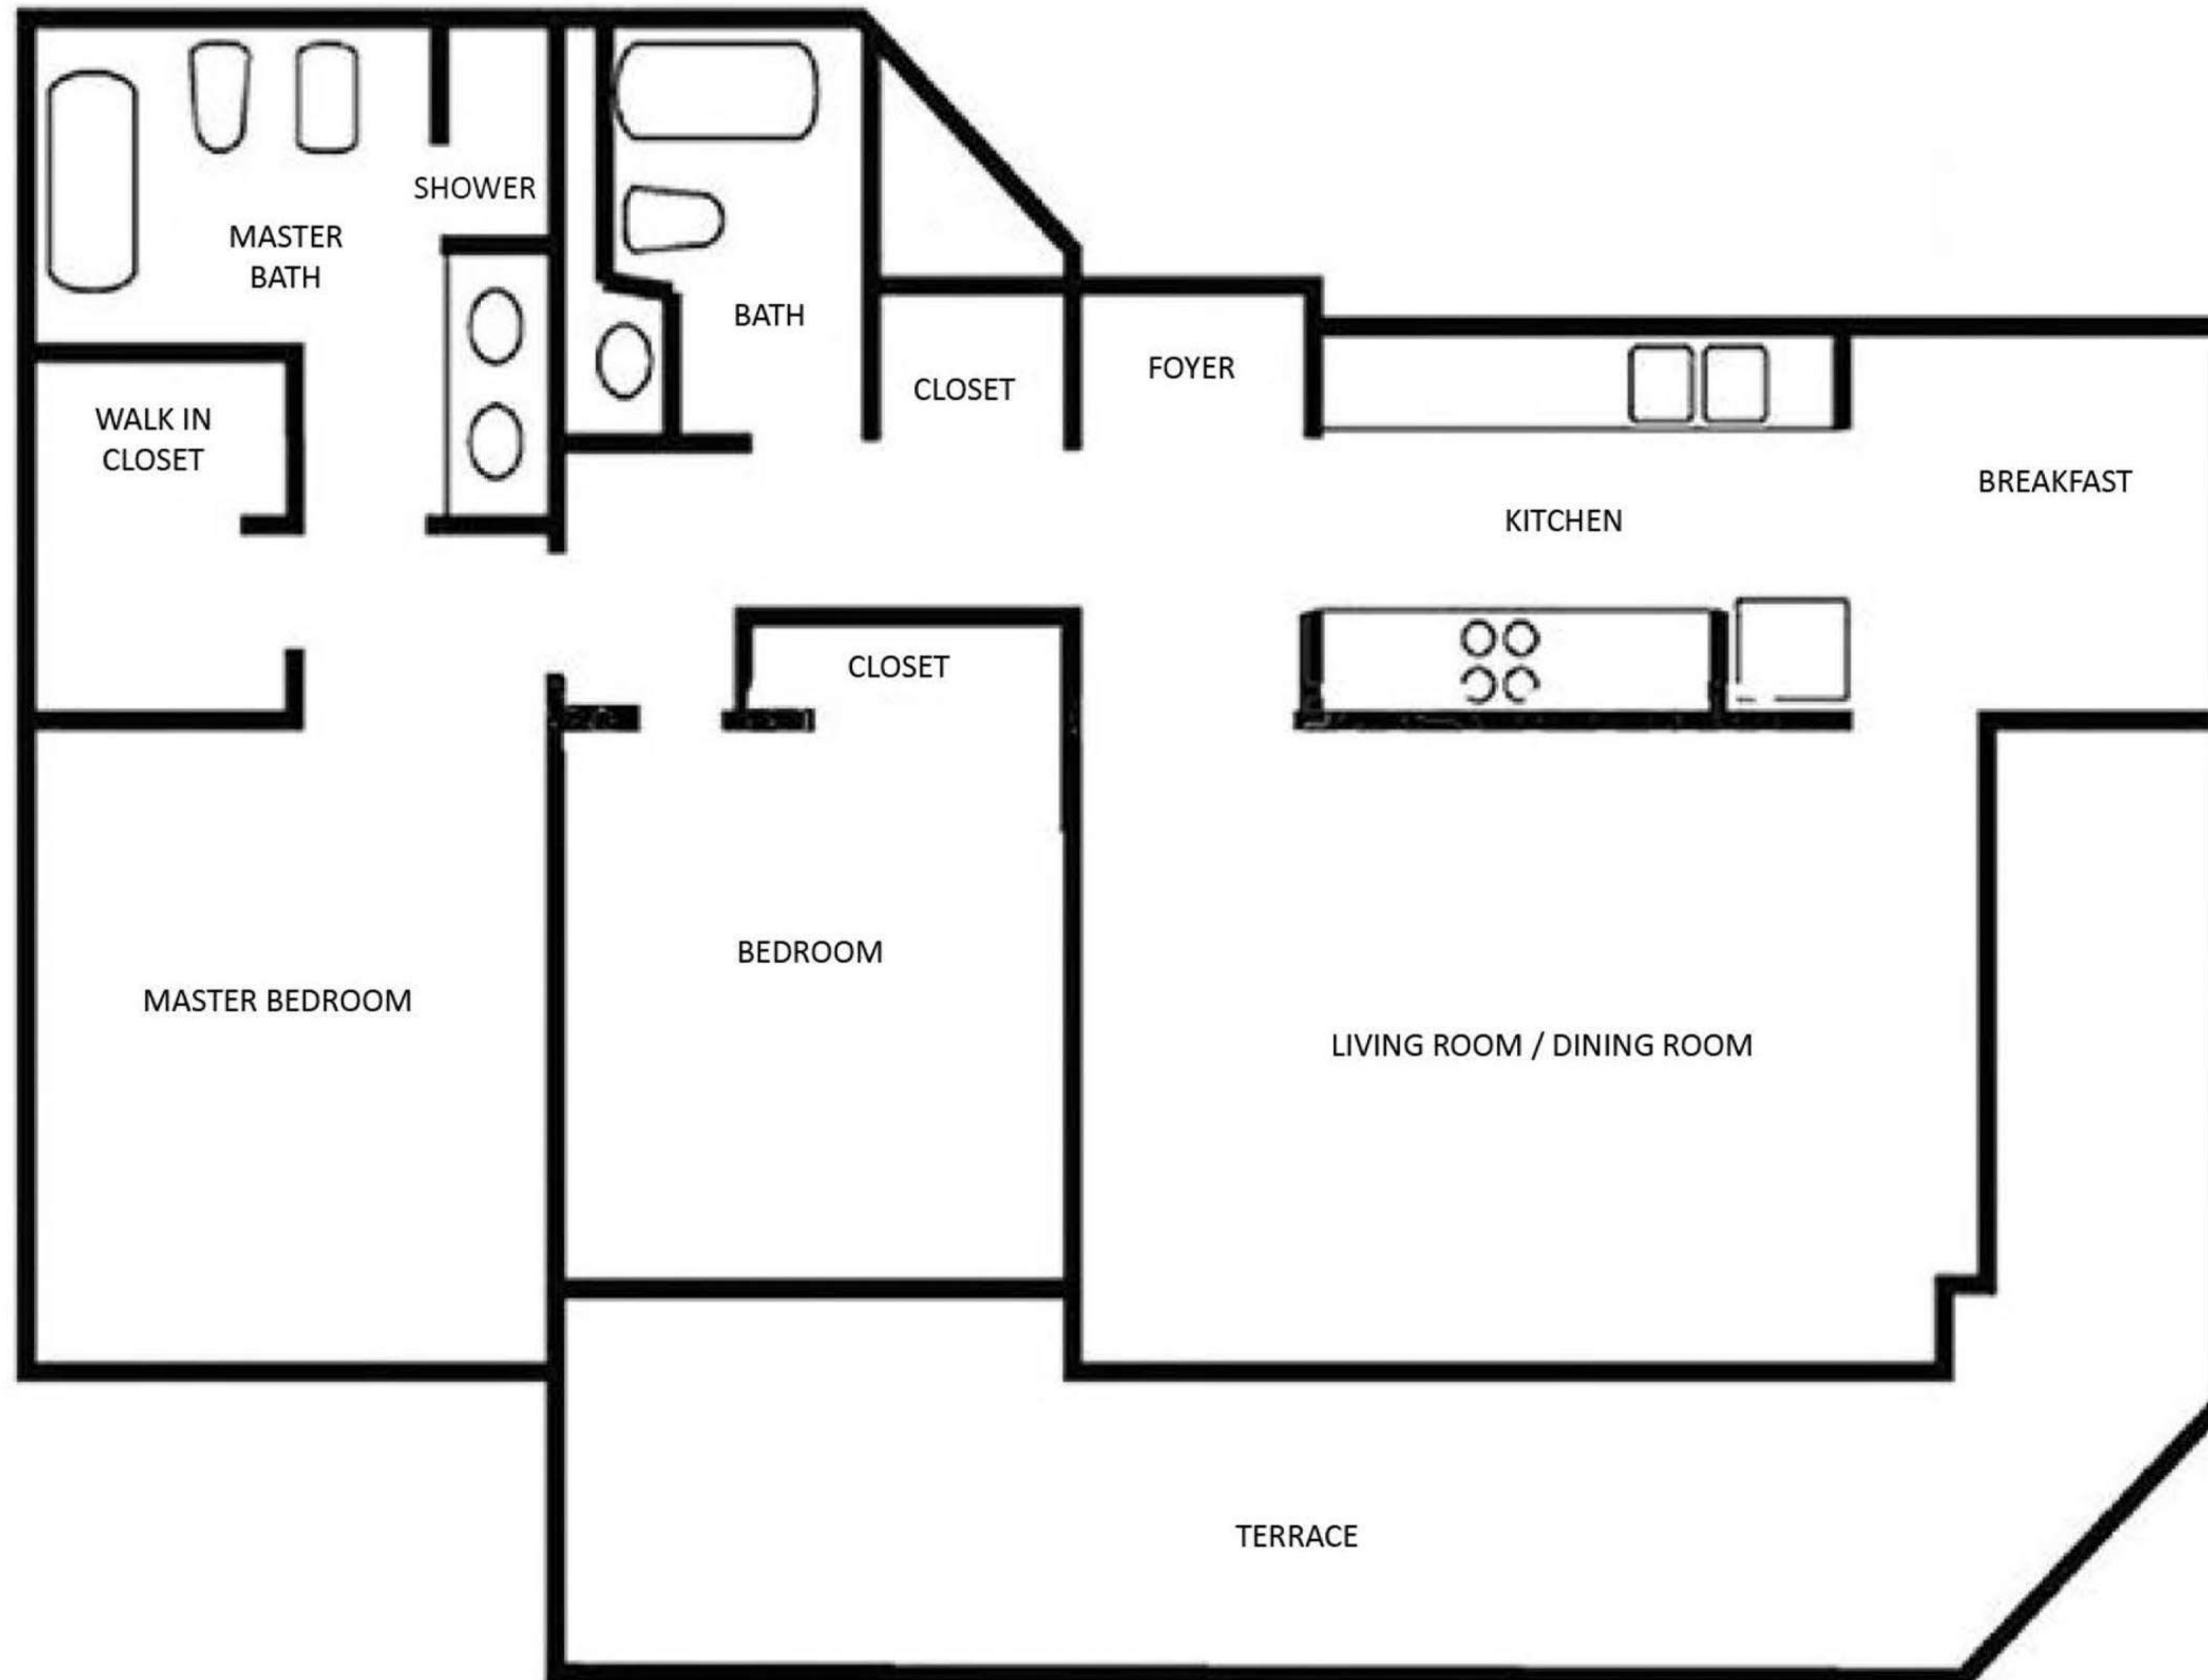 SHOWER
MASTER
BATH
BATH
WALK IN
CLOSET
CLOSET
FOYER
BREAKFAST
KITCHEN
CLOSET
BEDROOM
MASTER BEDROOM
LIVING ROOM / DINING ROOM
TERRACE